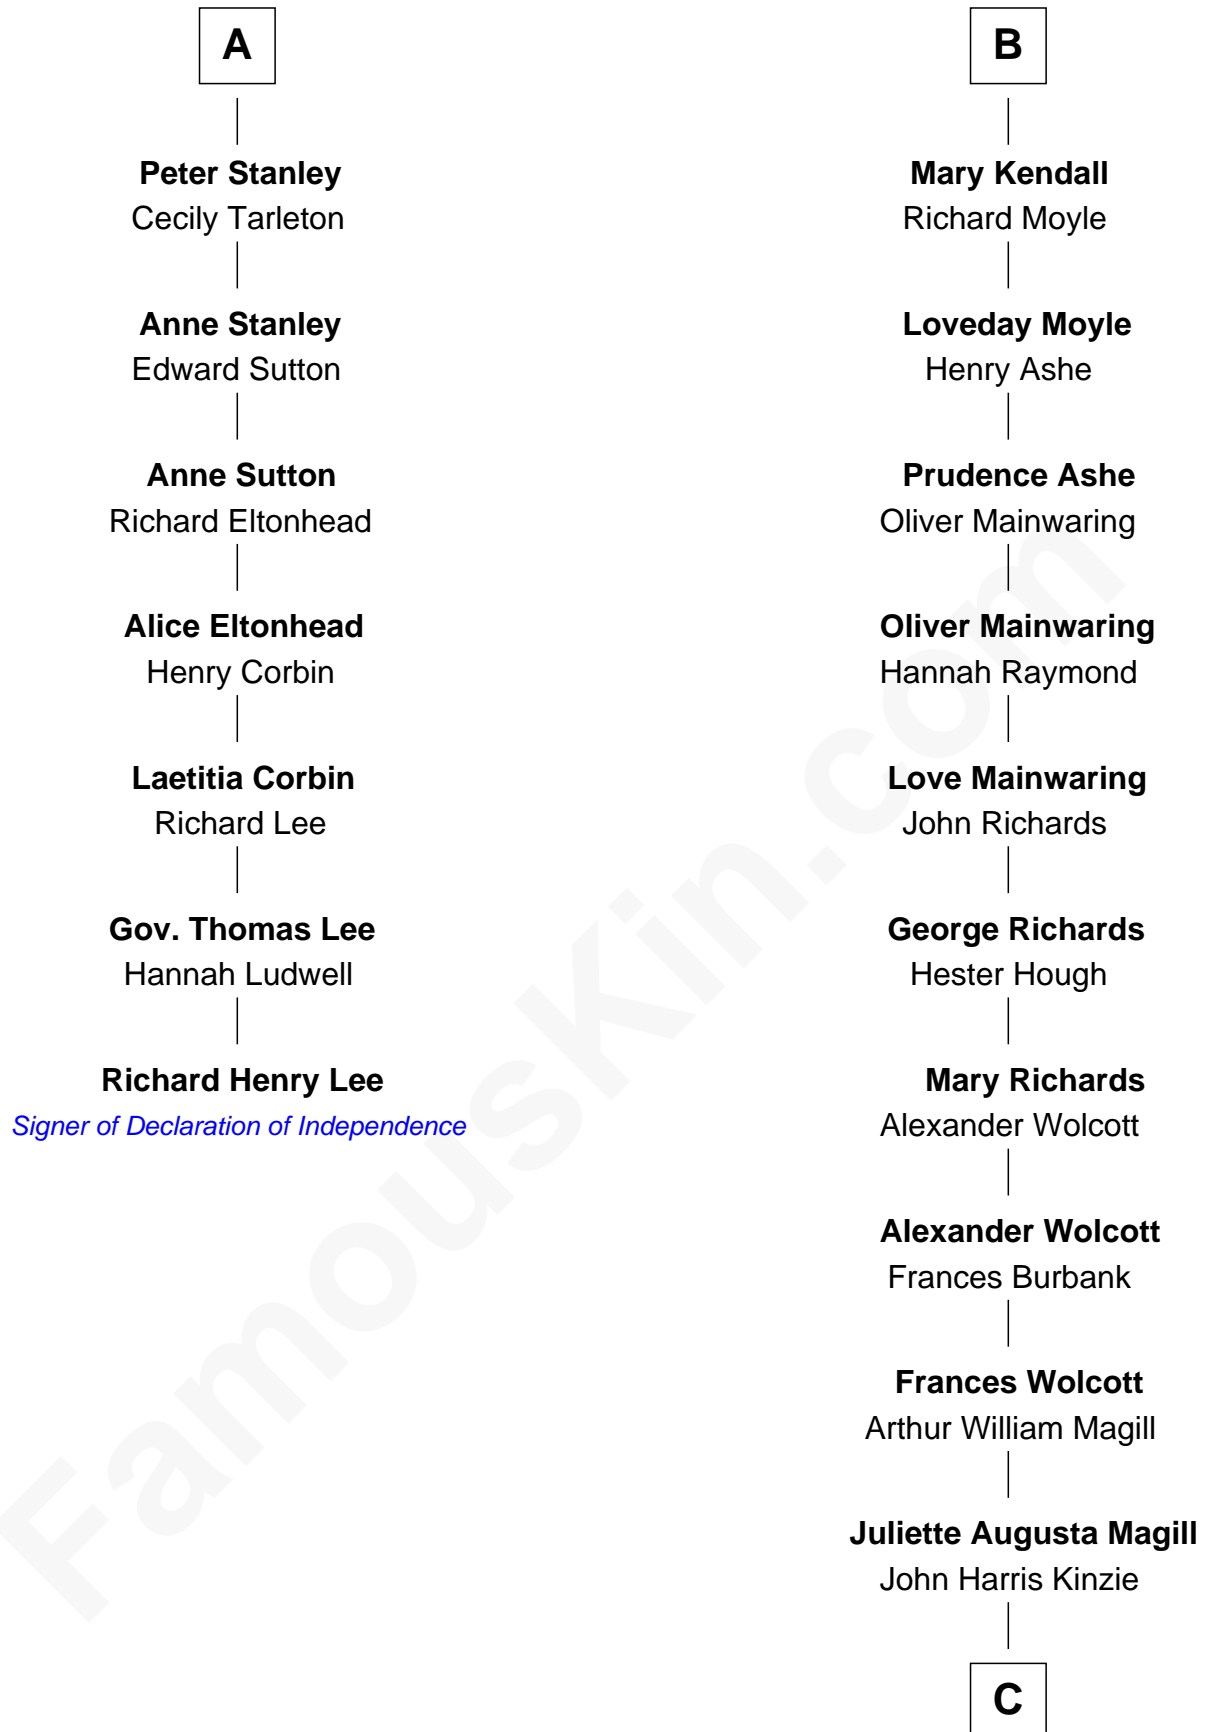 A
Peter Stanley
Cecily Tarleton
Anne Stanley
Edward Sutton
Anne Sutton
Richard Eltonhead
Alice Eltonhead
Henry Corbin
Laetitia Corbin
Richard Lee
Gov. Thomas Lee
Hannah Ludwell
Richard Henry Lee
Signer of Declaration of Independence
B
Mary Kendall
Richard Moyle
Loveday Moyle
Henry Ashe
Prudence Ashe
Oliver Mainwaring
Oliver Mainwaring
Hannah Raymond
Love Mainwaring
John Richards
George Richards
Hester Hough
Mary Richards
Alexander Wolcott
Alexander Wolcott
Frances Burbank
Frances Wolcott
Arthur William Magill
Juliette Augusta Magill
John Harris Kinzie
C
FamousKin.com